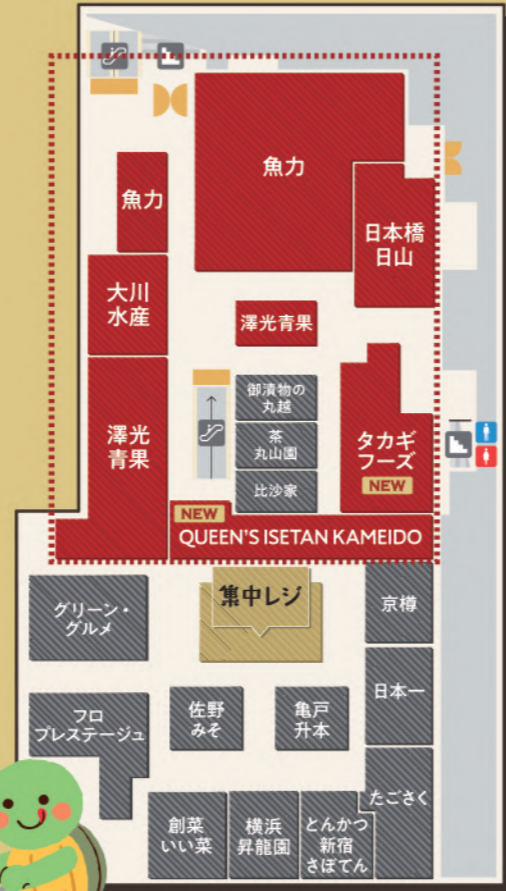 魚力
魚力
日本橋
日山
大川
水産
澤光青果
御漬物の
丸越
澤光
青果
茶
丸山園
タカギ
フーズ
NEW
比沙家
NEW
QUEEN'S ISETAN KAMEIDO
グリーン・
グルメ
集中レジ
京樽
フロ
プレステージュ
佐野
みそ
亀戸
升本
日本一
たごさく
創菜
いい菜
横浜
昇龍園
とんかつ
新宿
さぼてん